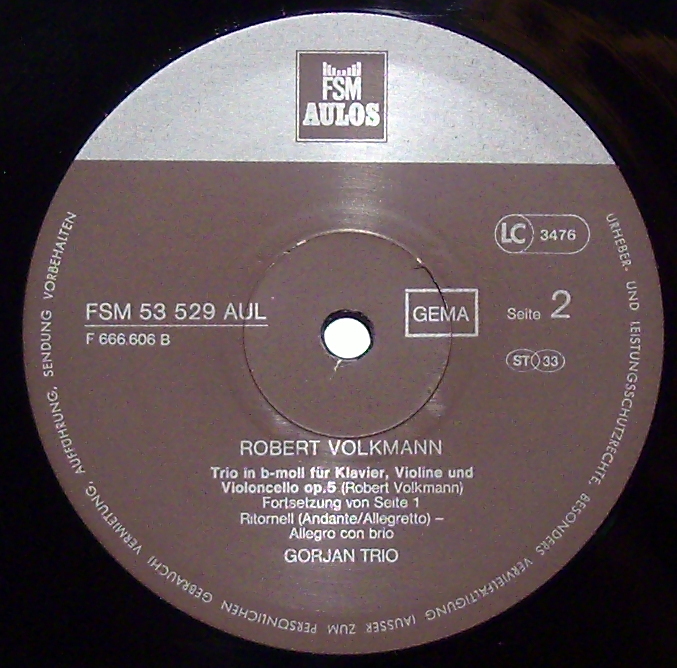 FSM
AULOS
LC 3476
FSM 53 529 AUL
F 666.606 B
GEMA
Seite 2
ST 33
ROBERT VOLKMANN
Trio in b-moll für Klavier, Violine und
Violoncello op.5 (Robert Volkmann)
Fortsetzung von Seite 1
Ritornell (Andante/Allegretto) –
Allegro con brio
GORJAN TRIO
URHEBER- UND LEISTUNGSSCHUTZRECHTE, BESONDERS VERVIELFÄLTIGUNG (AUSSER ZUM PERSÖNLICHEN GEBRAUCH) VERMIETUNG, AUFFÜHRUNG, SENDUNG VORBEHALTEN